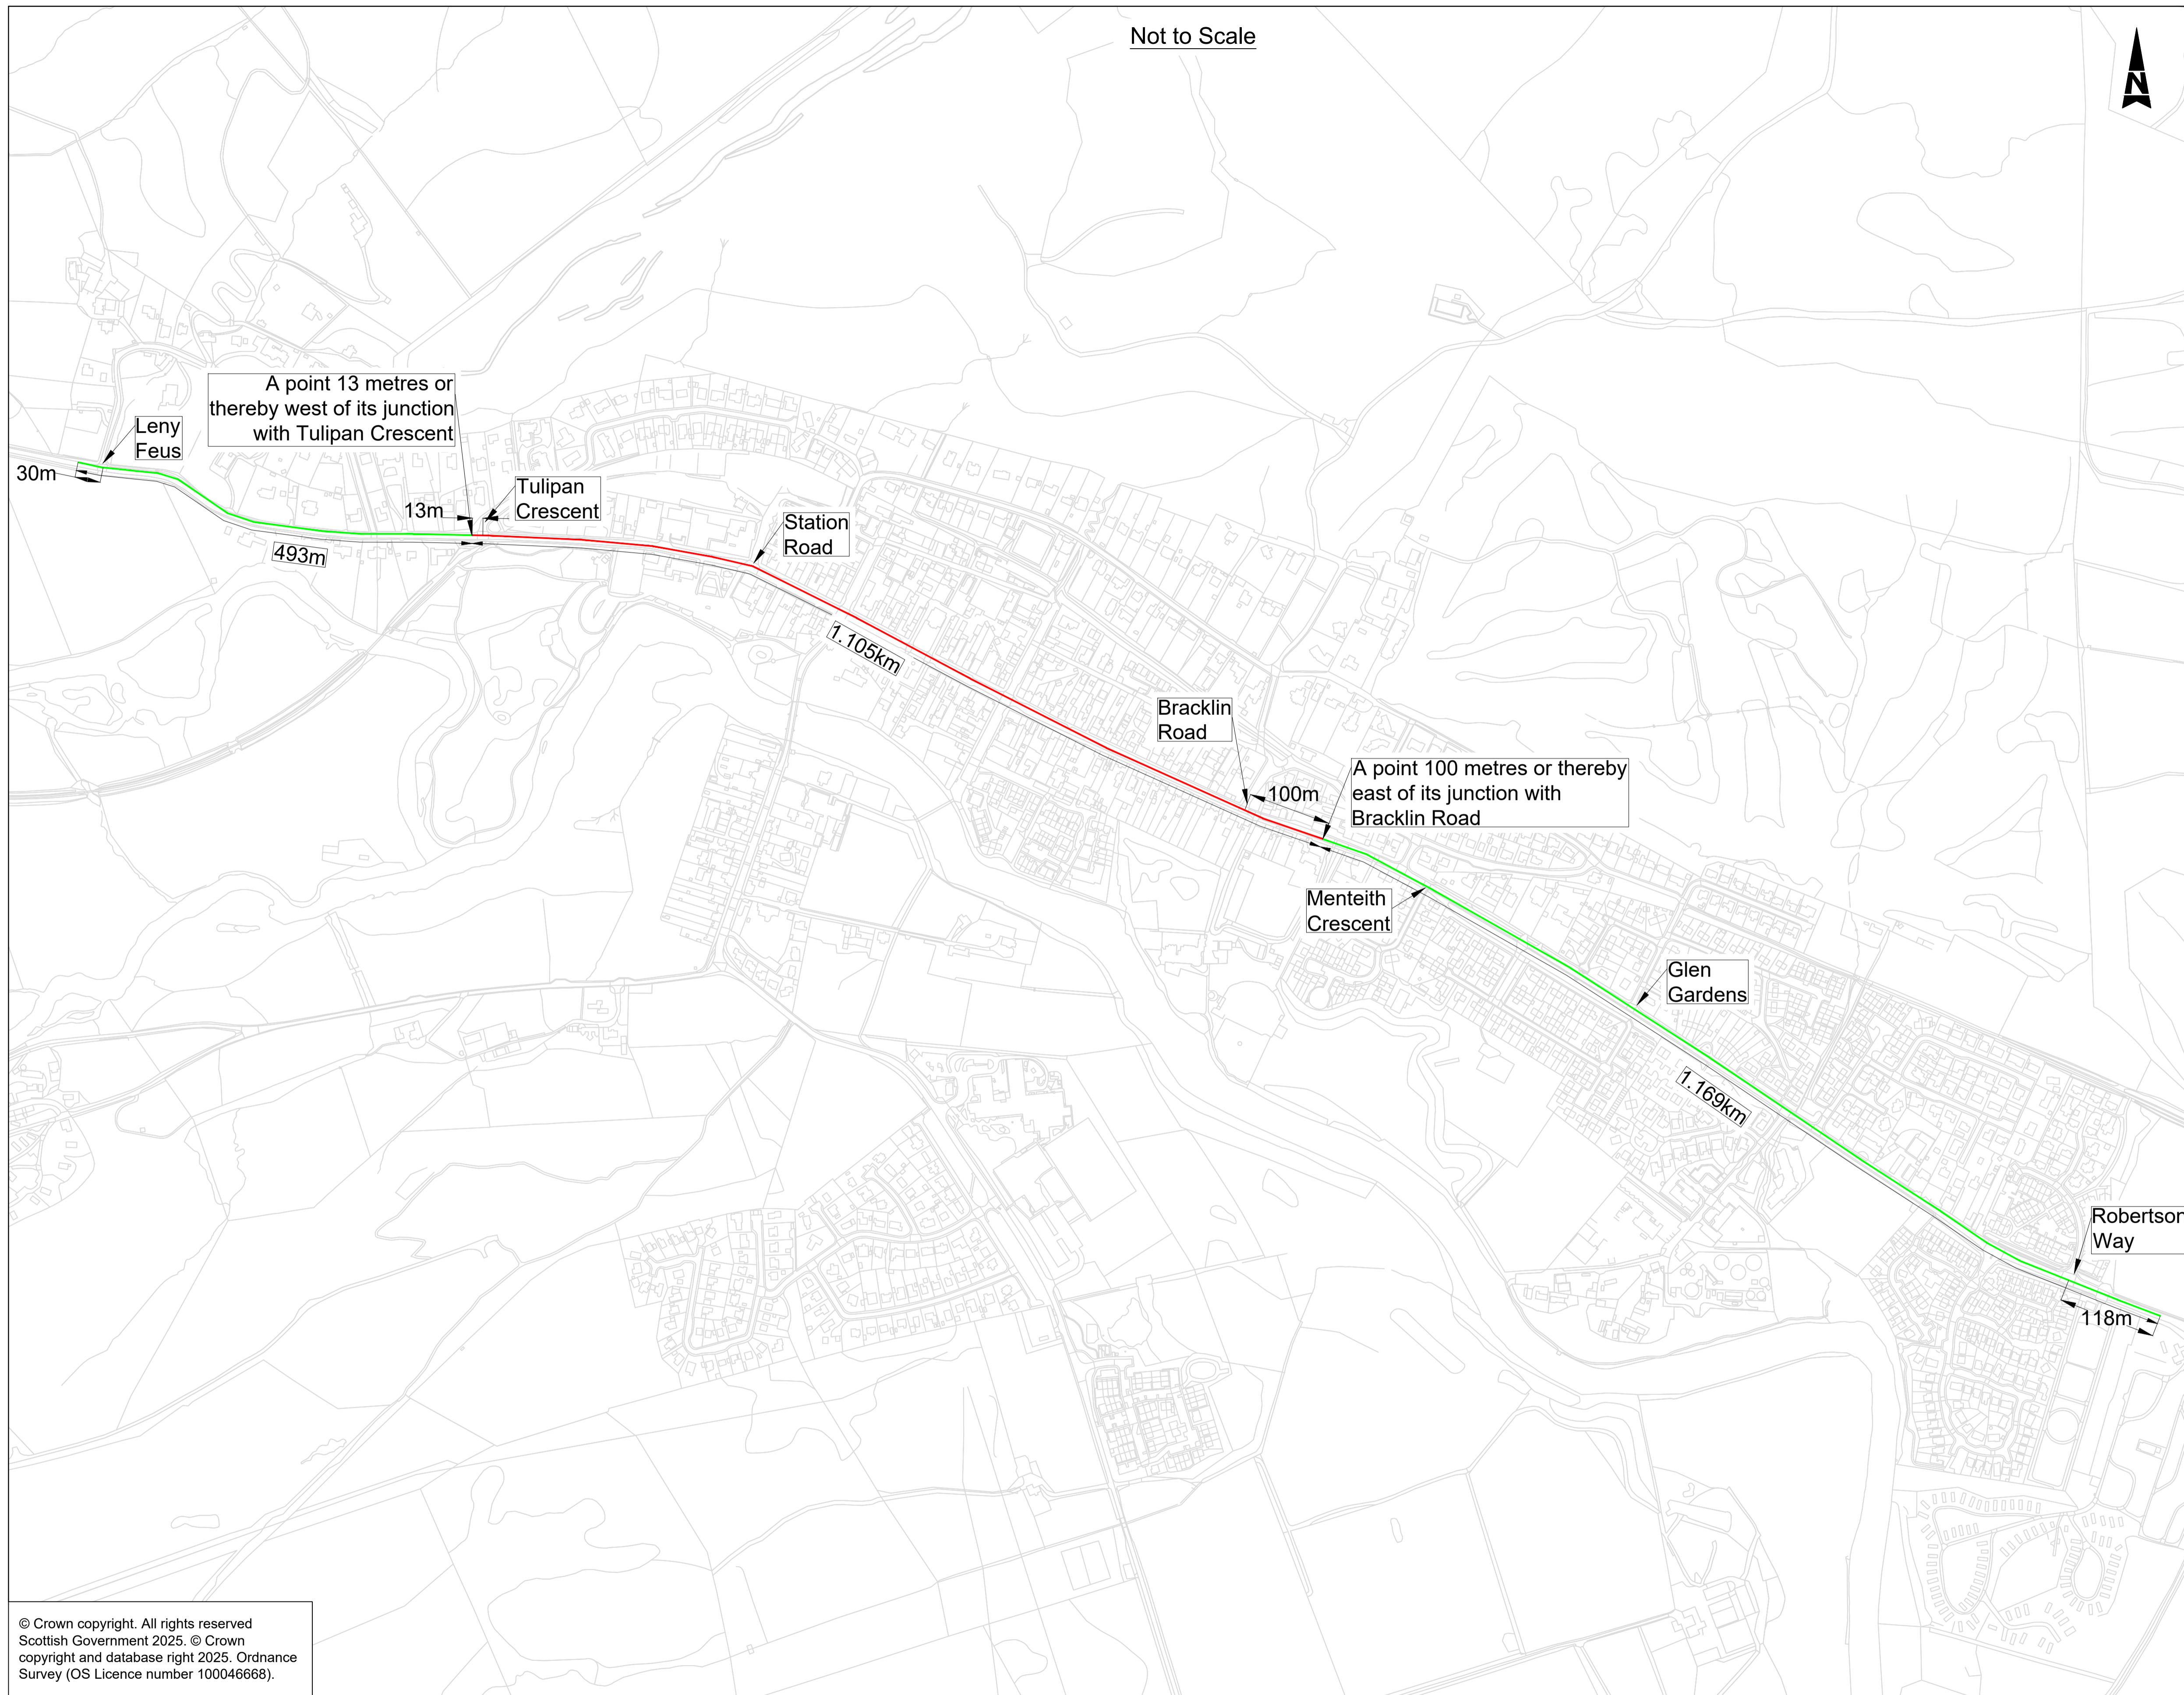 Not to Scale
N
A point 13 metres or
thereby west of its junction
with Tulipan Crescent
Leny
Feus
30m
13m
Tulipan
Crescent
493m
Station
Road
1.105km
Bracklin
Road
100m
A point 100 metres or thereby
east of its junction with
Bracklin Road
Menteith
Crescent
Glen
Gardens
1.169km
Robertson
Way
118m
© Crown copyright. All rights reserved
Scottish Government 2025. © Crown
copyright and database right 2025. Ordnance
Survey (OS Licence number 100046668).